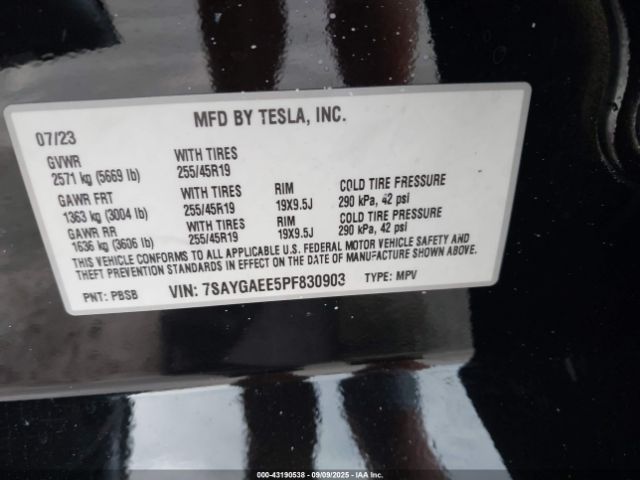 MFD BY TESLA, INC.
07/23
GVWR WITH TIRES
2571 kg (5669 lb) 255/45R19
GAWR FRT WITH TIRES RIM COLD TIRE PRESSURE
1363 kg (3004 lb) 255/45R19 19X9.5J 290 kPa, 42 psi
GAWR RR WITH TIRES RIM COLD TIRE PRESSURE
1636 kg (3606 lb) 255/45R19 19X9.5J 290 kPa, 42 psi
THIS VEHICLE CONFORMS TO ALL APPLICABLE U.S. FEDERAL MOTOR VEHICLE SAFETY AND
THEFT PREVENTION STANDARDS IN EFFECT ON THE DATE OF MANUFACTURE SHOWN ABOVE.
PNT: PBSB VIN: 7SAYGAEE5PF830903 TYPE: MPV
000-43190538 09/09/2025 - Copyright © IAA, LLC